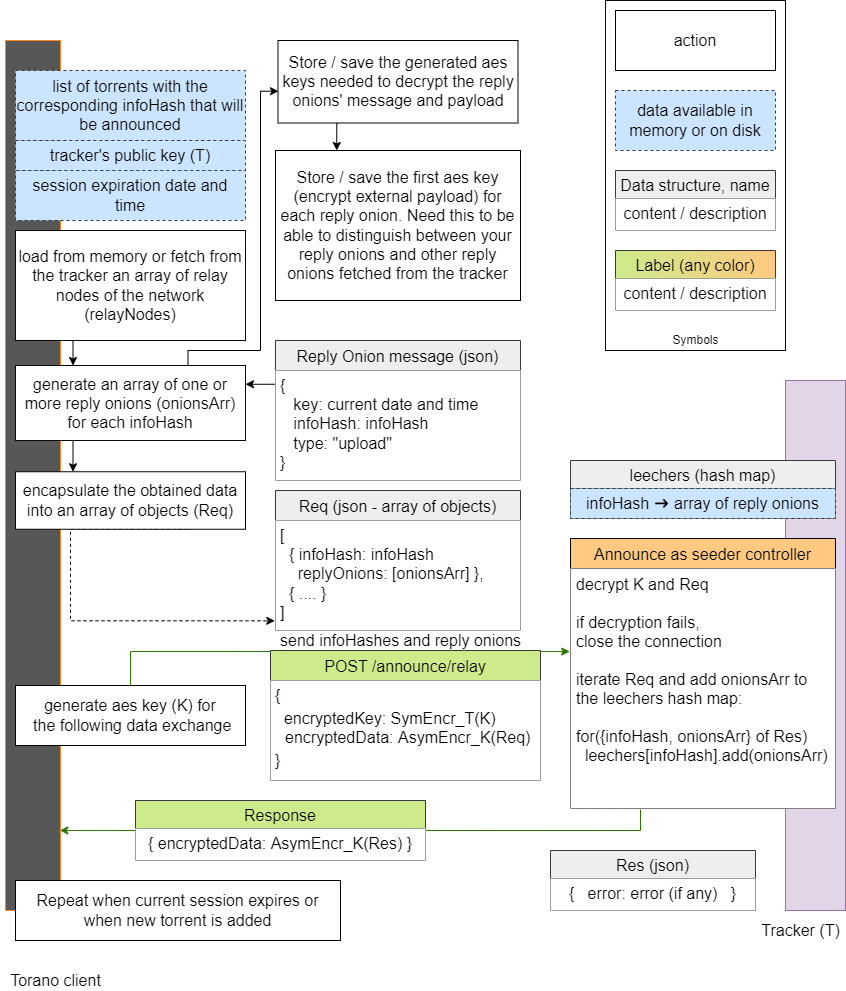 list of torrents with the
corresponding infoHash that will
be announced
tracker's public key (T)
session expiration date and
time
load from memory or fetch from
the tracker an array of relay
nodes of the network
(relayNodes)
generate an array of one or
more reply onions (onionsArr)
for each infoHash
encapsulate the obtained data
into an array of objects (Req)
generate aes key (K) for
the following data exchange
Repeat when current session expires or
when new torrent is added
Torano client
Store / save the generated aes
keys needed to decrypt the reply
onions' message and payload
Store / save the first aes key
(encrypt external payload) for
each reply onion. Need this to be
able to distinguish between your
reply onions and other reply
onions fetched from the tracker
Reply Onion message (json)
{
key: current date and time
infoHash: infoHash
type: "upload"
}
Req (json - array of objects)
[
{ infoHash: infoHash
replyOnions: [onionsArr] },
{ .... }
]
send infoHashes and reply onions
POST /announce/relay
{
encryptedKey: SymEncr_T(K)
encryptedData: AsymEncr_K(Req)
}
Response
{ encryptedData: AsymEncr_K(Res) }
action
data available in
memory or on disk
Data structure, name
content / description
Label (any color)
content / description
Symbols
leechers (hash map)
infoHash ➜ array of reply onions
Announce as seeder controller
decrypt K and Req
if decryption fails,
close the connection
iterate Req and add onionsArr to
the leechers hash map:
for({infoHash, onionsArr} of Res)
leechers[infoHash].add(onionsArr)
Res (json)
{ error: error (if any) }
Tracker (T)